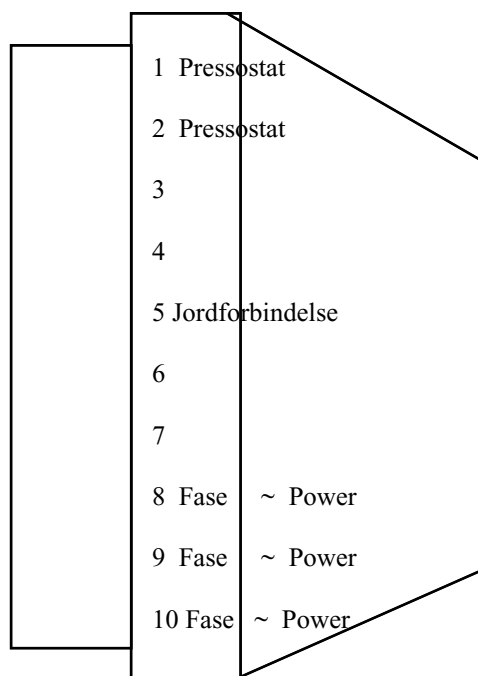 1 Pressostat
2 Pressostat
3
4
5 Jordforbindelse
6
7
8 Fase ~ Power
9 Fase ~ Power
10 Fase ~ Power